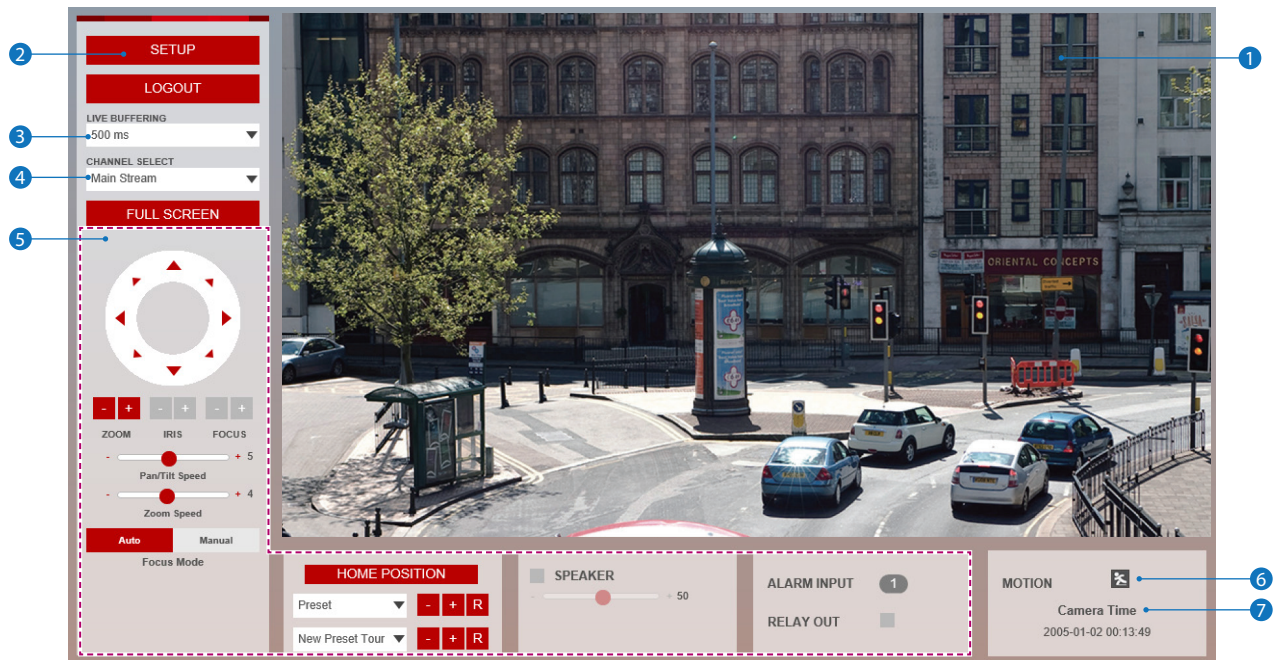 SETUP
LOGOUT
LIVE BUFFERING
500 ms
CHANNEL SELECT
Main Stream
FULL SCREEN
- + - + - +
ZOOM IRIS FOCUS
- + 5
Pan/Tilt Speed
- + 4
Zoom Speed
Auto Manual
Focus Mode
HOME POSITION
Preset - + R
New Preset Tour - + R
SPEAKER
- + 50
ALARM INPUT 1
RELAY OUT
MOTION
Camera Time
2005-01-02 00:13:49
ORIENTAL CONCEPTS
1
2
3
4
5
6
7